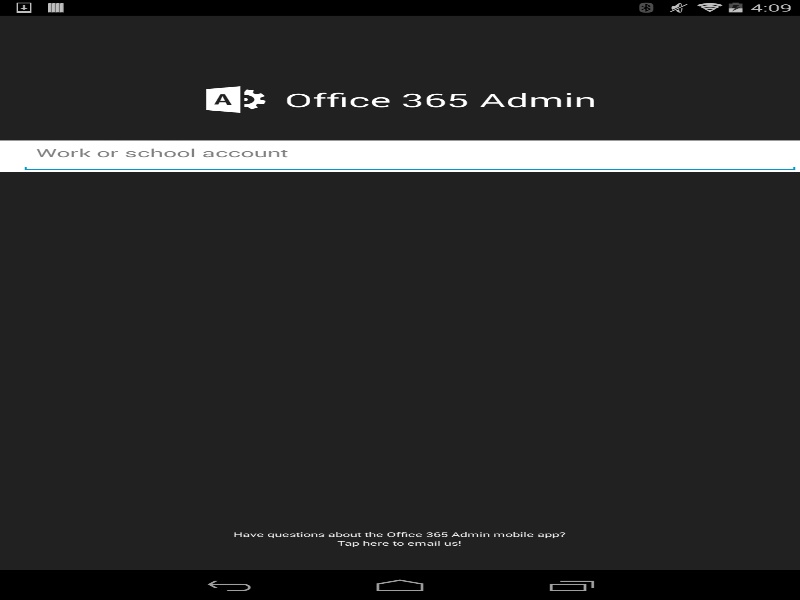 4:09
A Office 365 Admin
Work or school account
Have questions about the Office 365 Admin mobile app?
Tap here to email us!